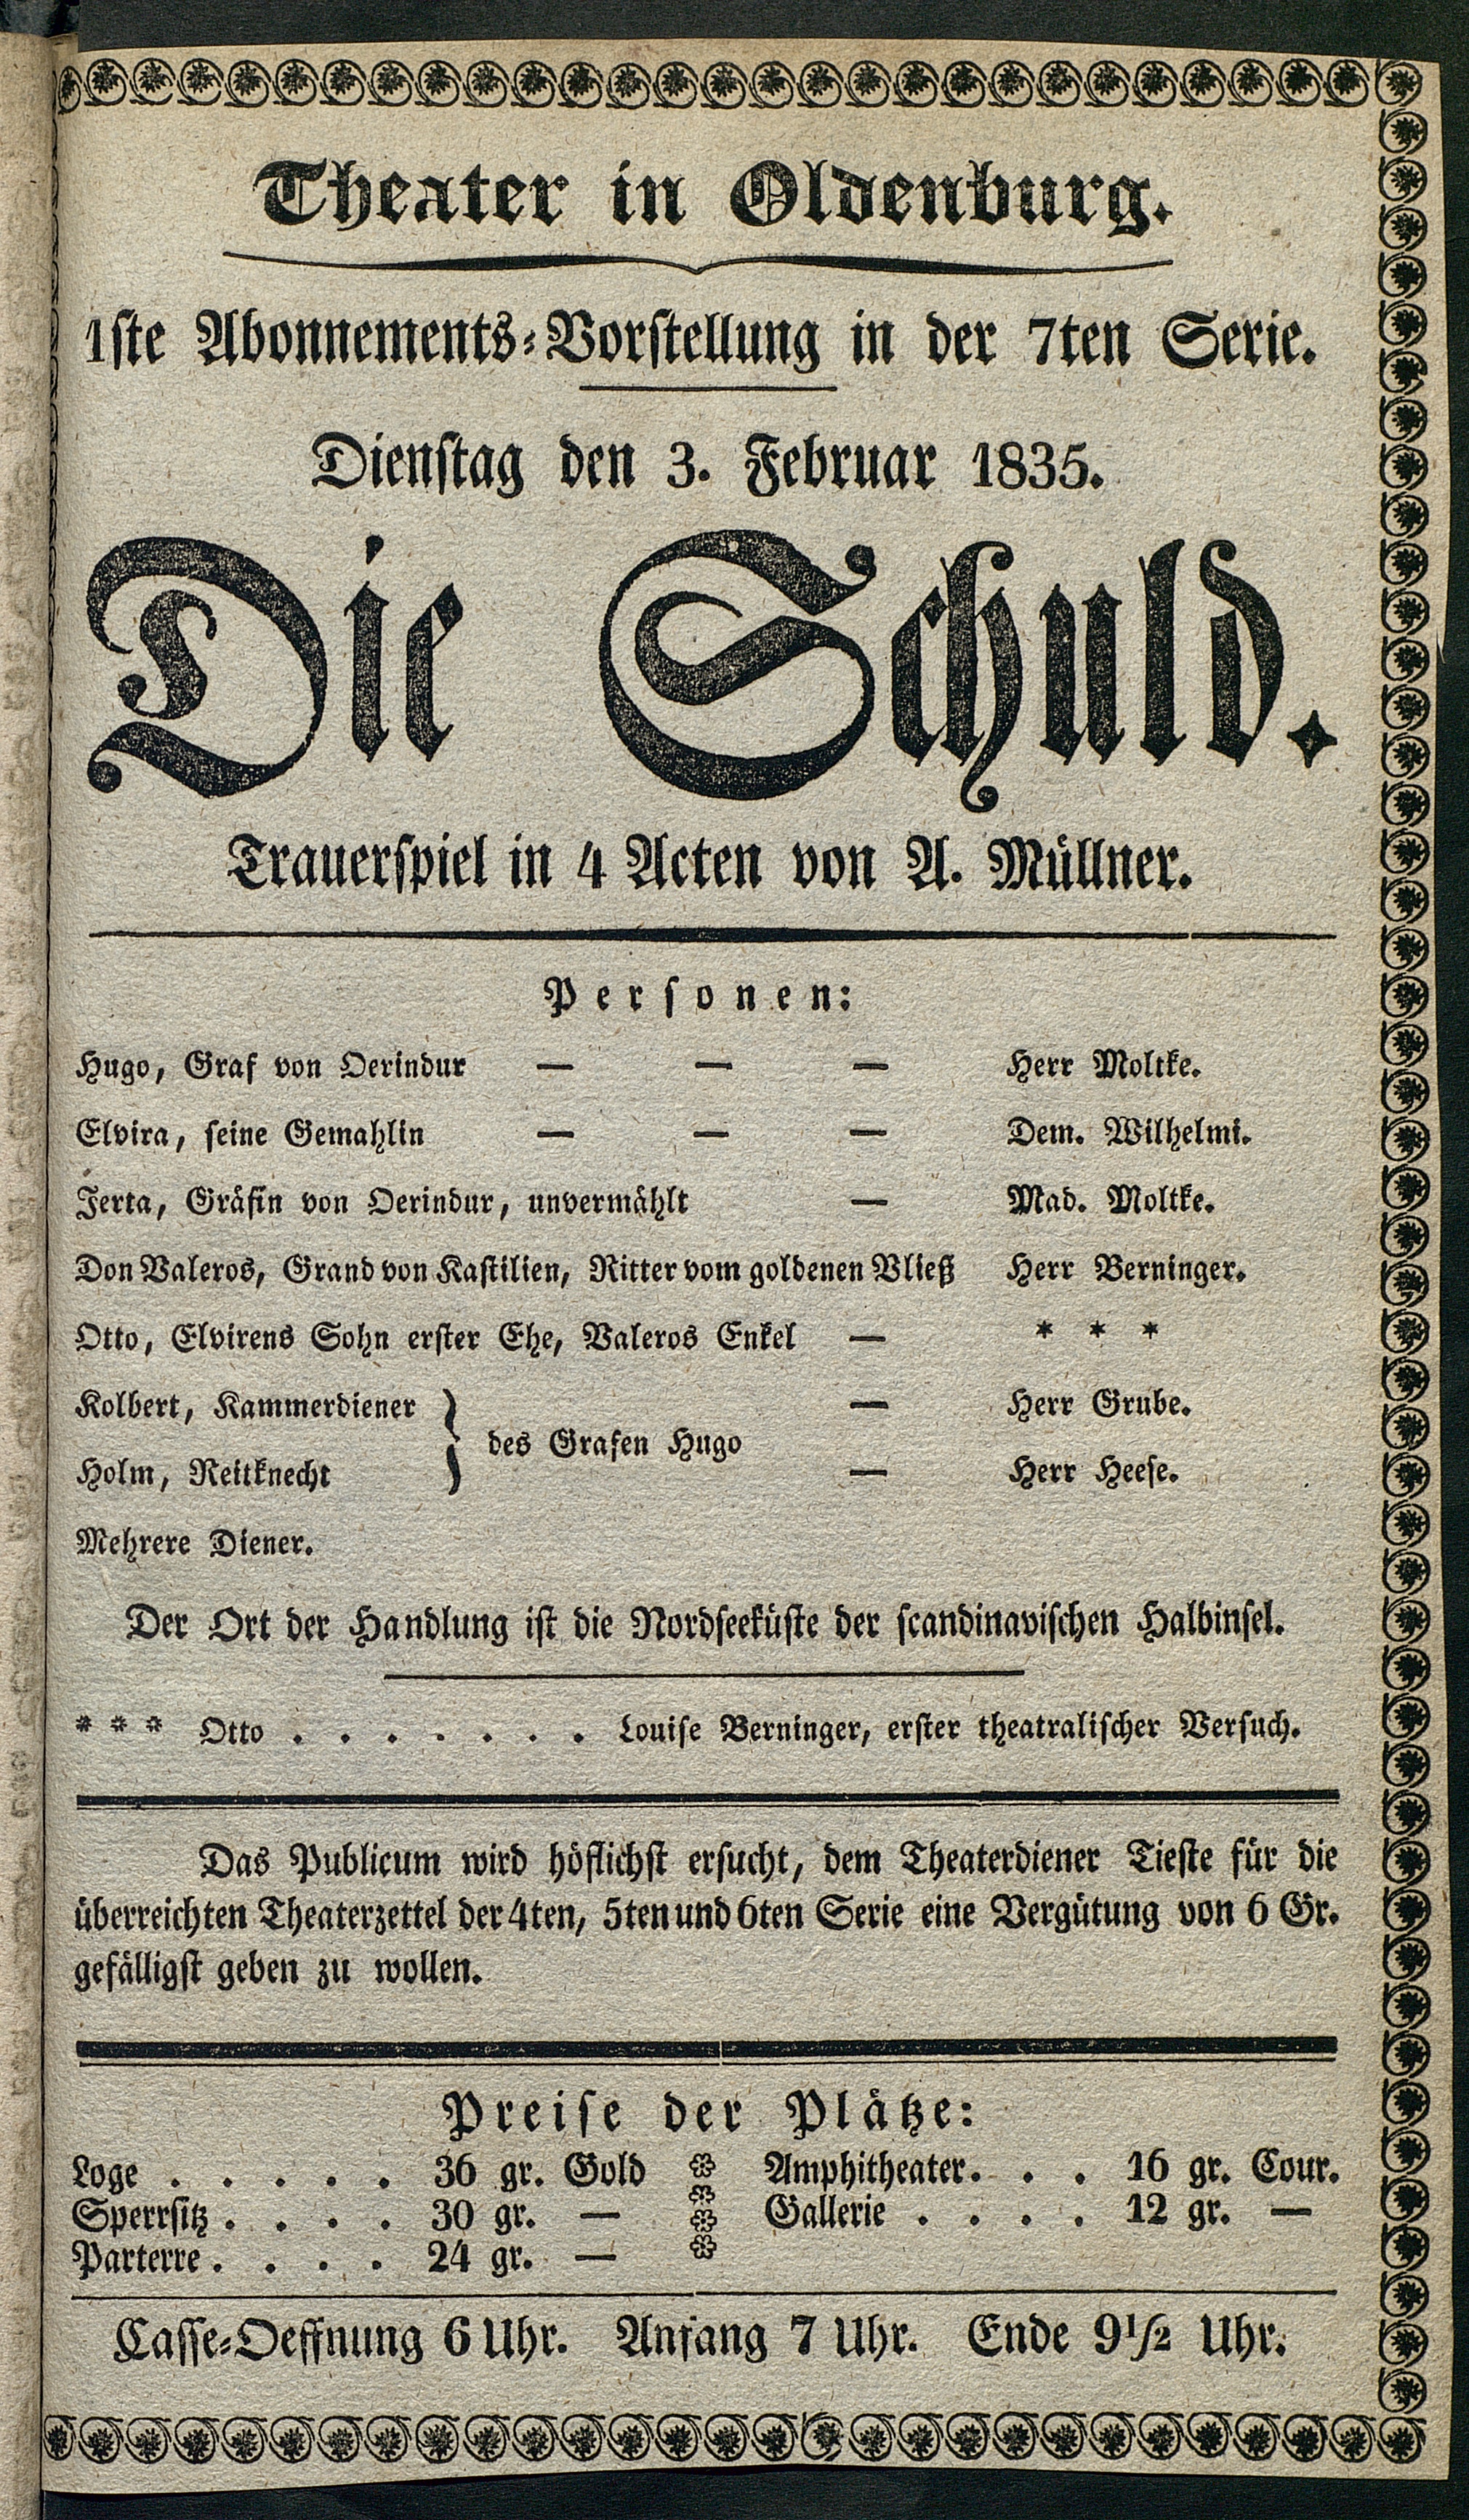 Theater in Oldenburg.
1ste Abonnements-Vorstellung in der 7ten Serie.
Dienstag den 3. Februar 1835.
Die Schuld.
Trauerspiel in 4 Acten von A. Müllner.
Personen:
Hugo, Graf von Oerindur — — — Herr Moltke.
Elvira, seine Gemahlin — — — Dem. Wilhelmi.
Jerta, Gräfin von Oerindur, unvermählt — Mad. Moltke.
Don Valeros, Grand von Kastilien, Ritter vom goldenen Vließ Herr Berninger.
Otto, Elvirens Sohn erster Ehe, Valeros Enkel — * * *
Kolbert, Kammerdiener — Herr Grube.
} des Grafen Hugo
Holm, Reitknecht — Herr Heese.
Mehrere Diener.
Der Ort der Handlung ist die Nordseeküste der scandinavischen Halbinsel.
* * * Otto . . . . . . . Louise Berninger, erster theatralischer Versuch.
Das Publicum wird höflichst ersucht, dem Theaterdiener Tieste für die
überreichten Theaterzettel der 4ten, 5ten und 6ten Serie eine Vergütung von 6 Gr.
gefälligst geben zu wollen.
Preise der Plätze:
Loge . . . . . 36 gr. Gold Amphitheater. . . 16 gr. Cour.
Sperrsitz . . . . 30 gr. — Gallerie . . . . 12 gr. —
Parterre . . . . 24 gr. —
Casse-Oeffnung 6 Uhr. Anfang 7 Uhr. Ende 9 1/2 Uhr.